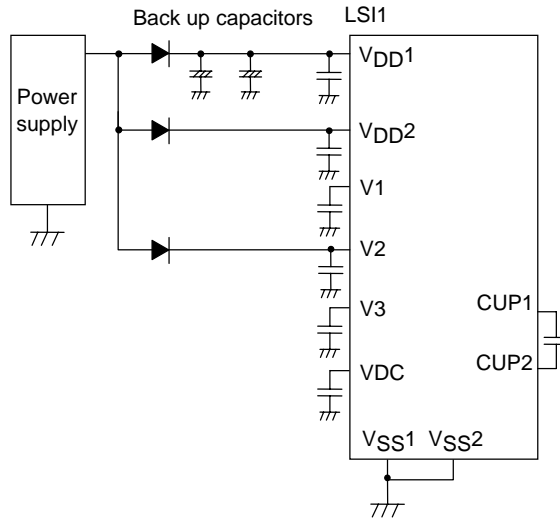 Back up capacitors
LSI1
Power
supply
VDD1
VDD2
V1
V2
V3
VDC
CUP1
CUP2
VSS1 VSS2